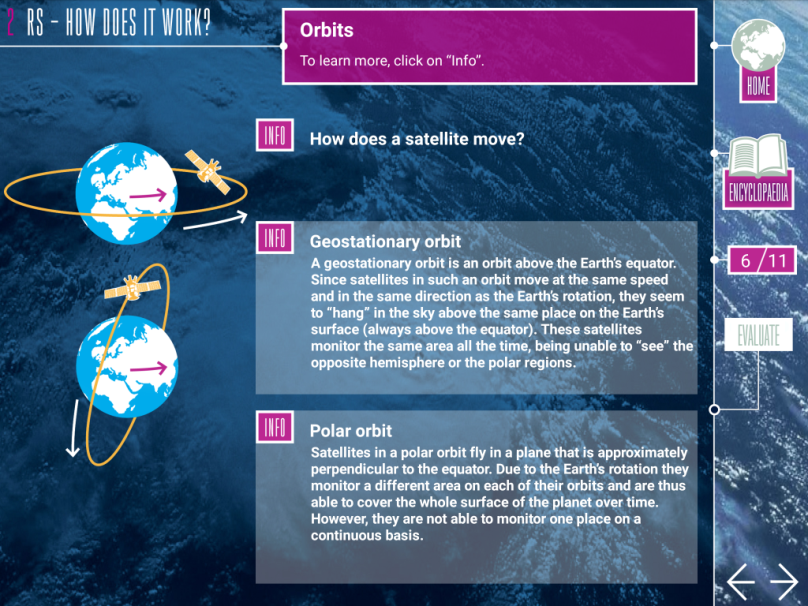 2 RS – HOW DOES IT WORK?
Orbits
To learn more, click on “Info”.
HOME
INFO
How does a satellite move?
ENCYCLOPAEDIA
INFO
Geostationary orbit
A geostationary orbit is an orbit above the Earth’s equator.
Since satellites in such an orbit move at the same speed
and in the same direction as the Earth’s rotation, they seem
to “hang” in the sky above the same place on the Earth’s
surface (always above the equator). These satellites
monitor the same area all the time, being unable to “see” the
opposite hemisphere or the polar regions.
6 / 11
EVALUATE
INFO
Polar orbit
Satellites in a polar orbit fly in a plane that is approximately
perpendicular to the equator. Due to the Earth’s rotation they
monitor a different area on each of their orbits and are thus
able to cover the whole surface of the planet over time.
However, they are not able to monitor one place on a
continuous basis.